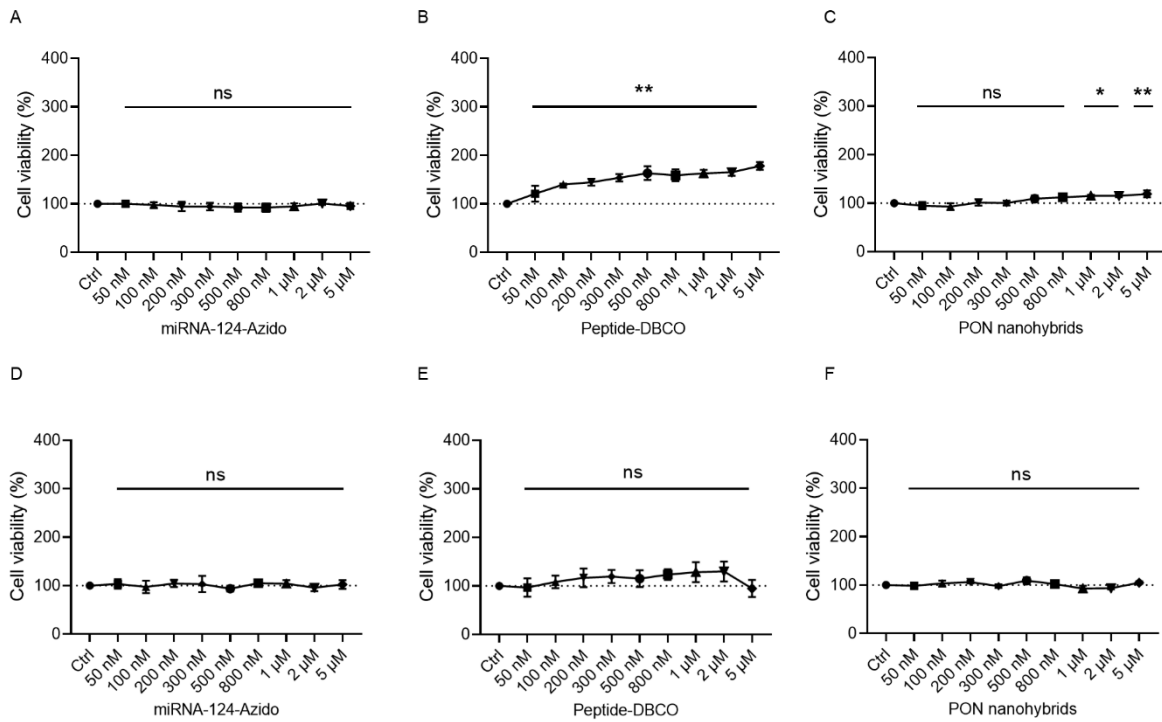 A
Cell viability (%)
400
300
200
100
0
ns
Ctrl
50 nM
100 nM
200 nM
300 nM
500 nM
800 nM
1 µM
2 µM
5 µM
miRNA-124-Azido
B
Cell viability (%)
400
300
200
100
0
**
Ctrl
50 nM
100 nM
200 nM
300 nM
500 nM
800 nM
1 µM
2 µM
5 µM
Peptide-DBCO
C
Cell viability (%)
400
300
200
100
0
ns
*
**
Ctrl
50 nM
100 nM
200 nM
300 nM
500 nM
800 nM
1 µM
2 µM
5 µM
PON nanohybrids
D
Cell viability (%)
400
300
200
100
0
ns
Ctrl
50 nM
100 nM
200 nM
300 nM
500 nM
800 nM
1 µM
2 µM
5 µM
miRNA-124-Azido
E
Cell viability (%)
400
300
200
100
0
ns
Ctrl
50 nM
100 nM
200 nM
300 nM
500 nM
800 nM
1 µM
2 µM
5 µM
Peptide-DBCO
F
Cell viability (%)
400
300
200
100
0
ns
Ctrl
50 nM
100 nM
200 nM
300 nM
500 nM
800 nM
1 µM
2 µM
5 µM
PON nanohybrids